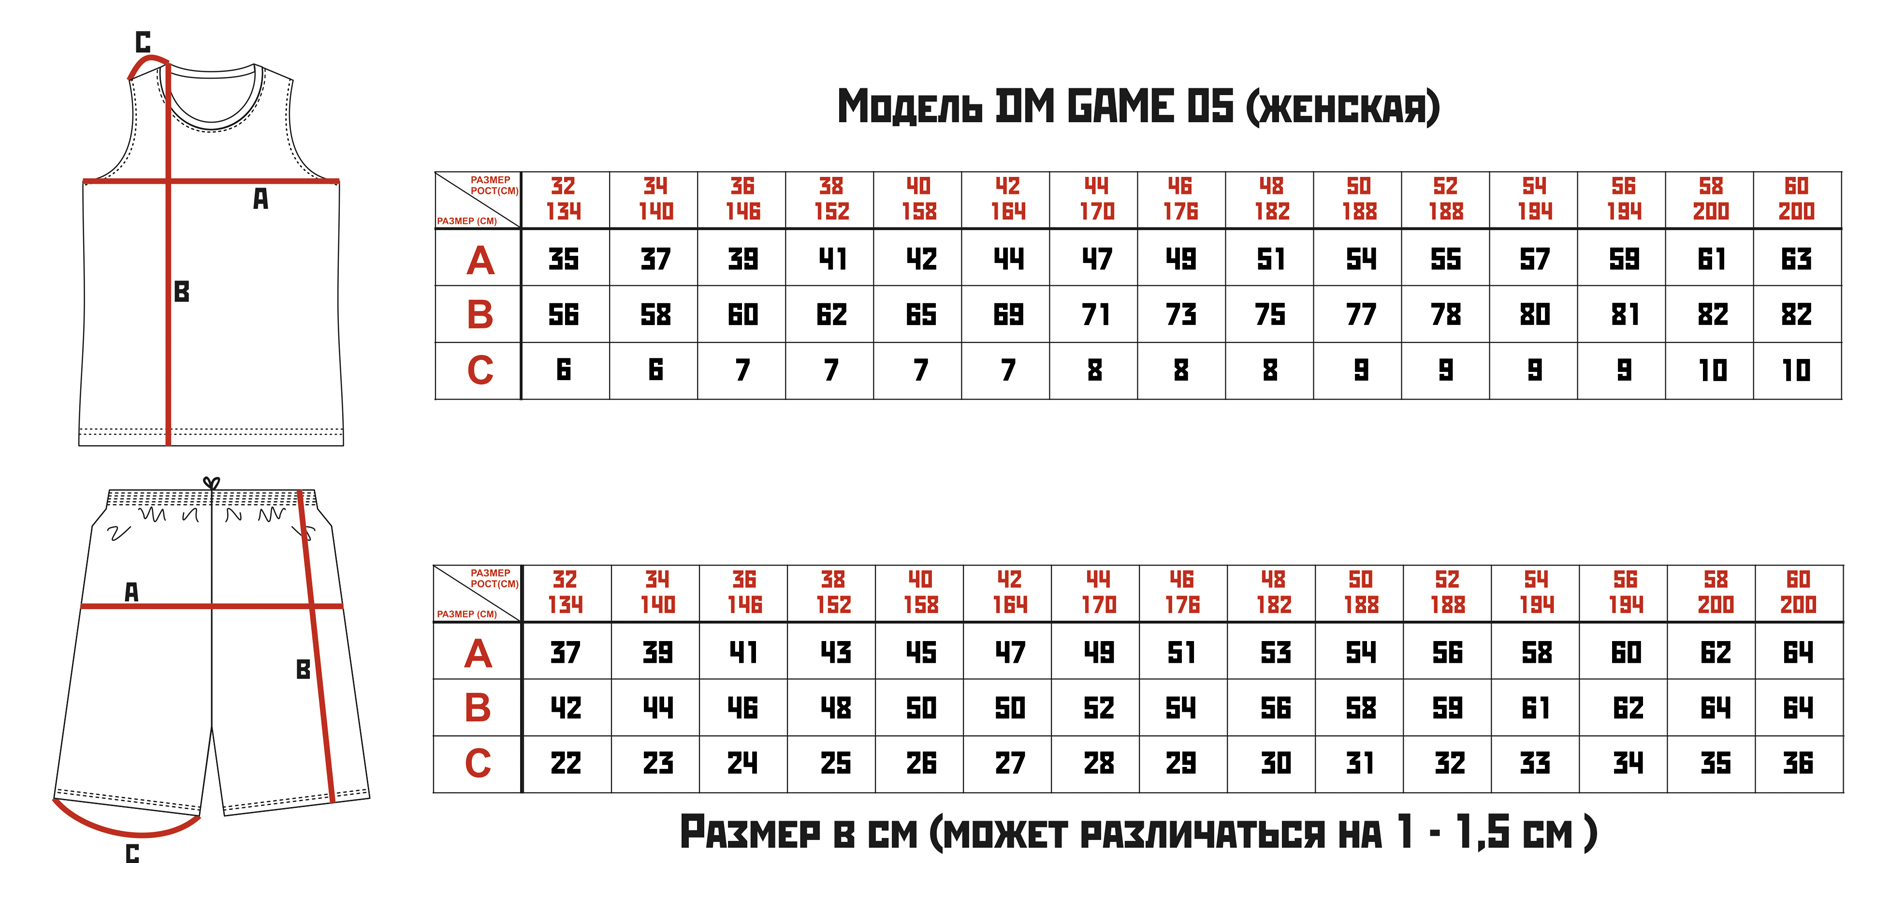 C
A
B
Модель DM GAME 05 (женская)
РАЗМЕР
РОСТ(СМ)
РАЗМЕР (СМ)
32 34 36 38 40 42 44 46 48 50 52 54 56 58 60
134 140 146 152 158 164 170 176 182 188 188 194 194 200 200
A 35 37 39 41 42 44 47 49 51 54 55 57 59 61 63
B 56 58 60 62 65 69 71 73 75 77 78 80 81 82 82
C 6 6 7 7 7 7 8 8 8 9 9 9 9 10 10
A
B
C
РАЗМЕР
РОСТ(СМ)
РАЗМЕР (СМ)
32 34 36 38 40 42 44 46 48 50 52 54 56 58 60
134 140 146 152 158 164 170 176 182 188 188 194 194 200 200
A 37 39 41 43 45 47 49 51 53 54 56 58 60 62 64
B 42 44 46 48 50 50 52 54 56 58 59 61 62 64 64
C 22 23 24 25 26 27 28 29 30 31 32 33 34 35 36
Размер в см (может различаться на 1 - 1,5 см )